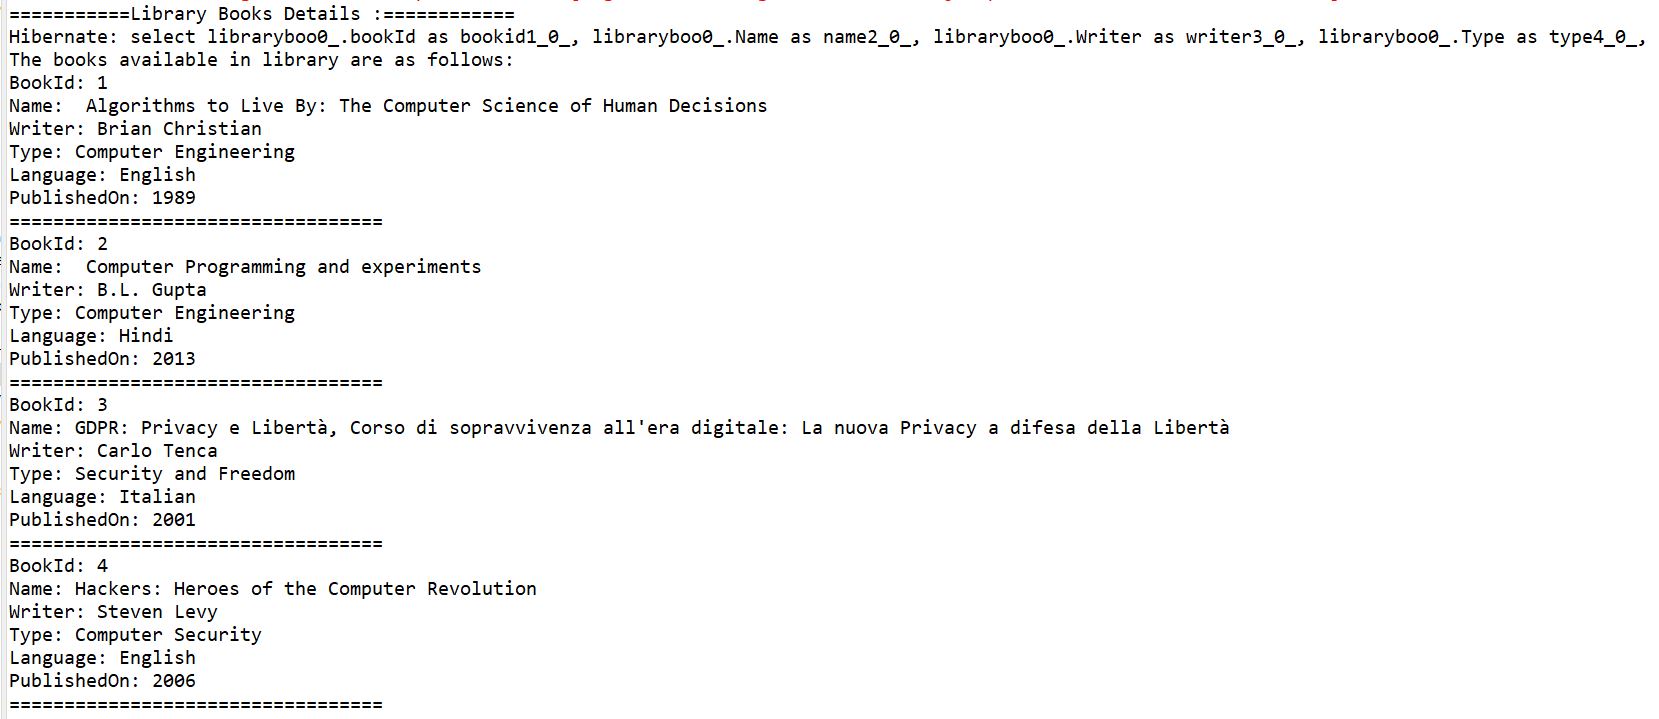 ===========Library Books Details :============
Hibernate: select libraryboo0_.bookId as bookid1_0_, libraryboo0_.Name as name2_0_, libraryboo0_.Writer as writer3_0_, libraryboo0_.Type as type4_0_,
The books available in library are as follows:
BookId: 1
Name:  Algorithms to Live By: The Computer Science of Human Decisions
Writer: Brian Christian
Type: Computer Engineering
Language: English
PublishedOn: 1989
==================================
BookId: 2
Name:  Computer Programming and experiments
Writer: B.L. Gupta
Type: Computer Engineering
Language: Hindi
PublishedOn: 2013
==================================
BookId: 3
Name: GDPR: Privacy e Libertà, Corso di sopravvivenza all'era digitale: La nuova Privacy a difesa della Libertà
Writer: Carlo Tenca
Type: Security and Freedom
Language: Italian
PublishedOn: 2001
==================================
BookId: 4
Name: Hackers: Heroes of the Computer Revolution
Writer: Steven Levy
Type: Computer Security
Language: English
PublishedOn: 2006
==================================